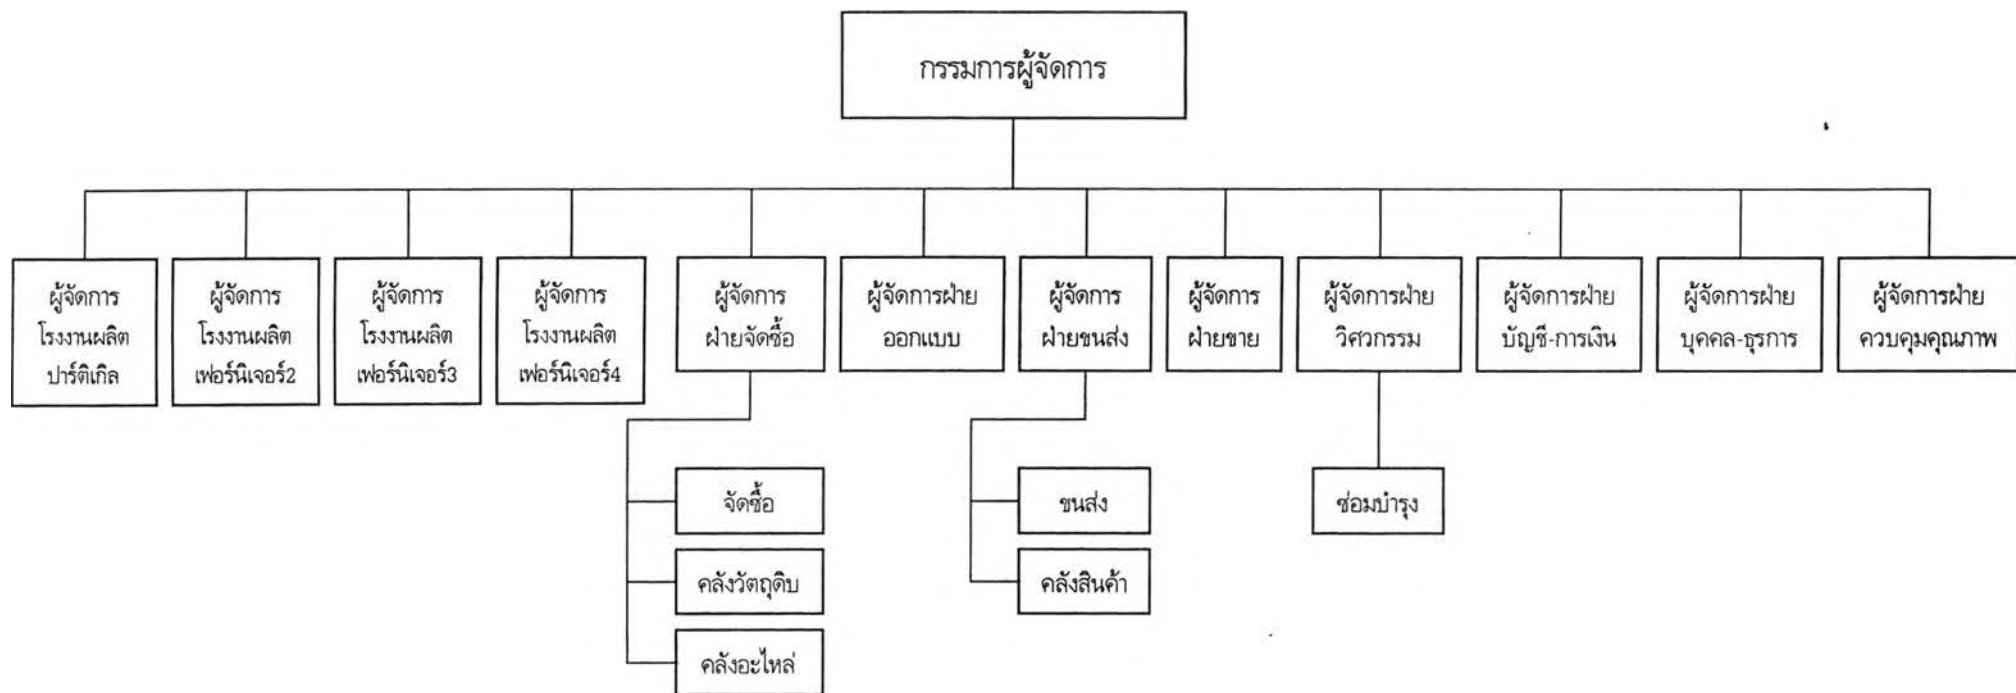 กรรมการผู้จัดการ
ผู้จัดการ
โรงงานผลิต
ปาร์ติเกิล
ผู้จัดการ
โรงงานผลิต
เฟอร์นิเจอร์2
ผู้จัดการ
โรงงานผลิต
เฟอร์นิเจอร์3
ผู้จัดการ
โรงงานผลิต
เฟอร์นิเจอร์4
ผู้จัดการ
ฝ่ายจัดซื้อ
ผู้จัดการฝ่าย
ออกแบบ
ผู้จัดการ
ฝ่ายขนส่ง
ผู้จัดการ
ฝ่ายขาย
ผู้จัดการฝ่าย
วิศวกรรม
ผู้จัดการฝ่าย
บัญชี-การเงิน
ผู้จัดการฝ่าย
บุคคล-ธุรการ
ผู้จัดการฝ่าย
ควบคุมคุณภาพ
จัดซื้อ
คลังวัตถุดิบ
คลังอะไหล่
ขนส่ง
คลังสินค้า
ซ่อมบำรุง